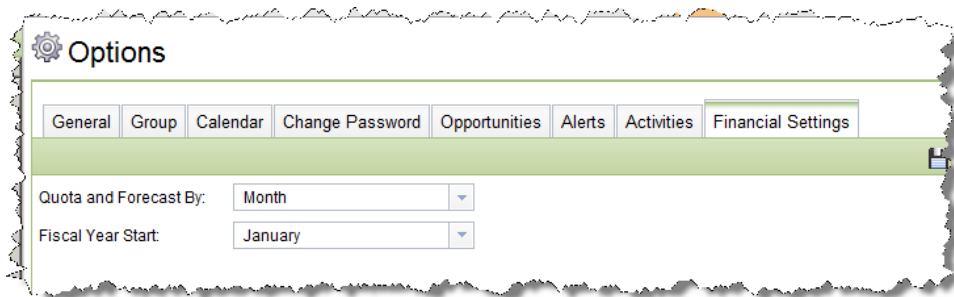 Options
General Group Calendar Change Password Opportunities Alerts Activities Financial Settings
Quota and Forecast By: Month
Fiscal Year Start: January